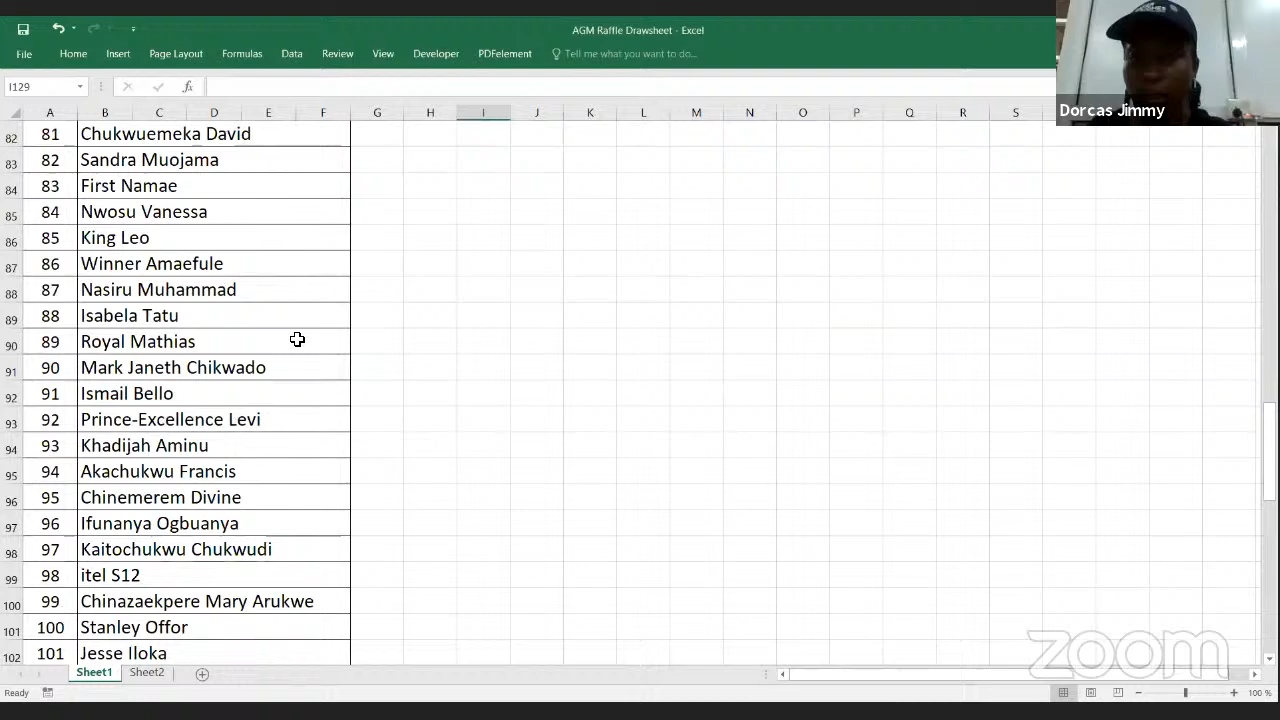 AGM Raffle Drawsheet - Excel
File Home Insert Page Layout Formulas Data Review View Developer PDFelement Tell me what you want to do...
Dorcas Jimmy
I129 fx
A B C D E F G H I J K L M N O P Q R S
82 81 Chukwuemeka David
83 82 Sandra Muojama
84 83 First Namae
85 84 Nwosu Vanessa
86 85 King Leo
87 86 Winner Amaefule
88 87 Nasiru Muhammad
89 88 Isabela Tatu
90 89 Royal Mathias
91 90 Mark Janeth Chikwado
92 91 Ismail Bello
93 92 Prince-Excellence Levi
94 93 Khadijah Aminu
95 94 Akachukwu Francis
96 95 Chinemerem Divine
97 96 Ifunanya Ogbuanya
98 97 Kaitochukwu Chukwudi
99 98 itel S12
100 99 Chinazaekpere Mary Arukwe
101 100 Stanley Offor
102 101 Jesse Iloka
zoom
Sheet1 Sheet2
Ready 100 %